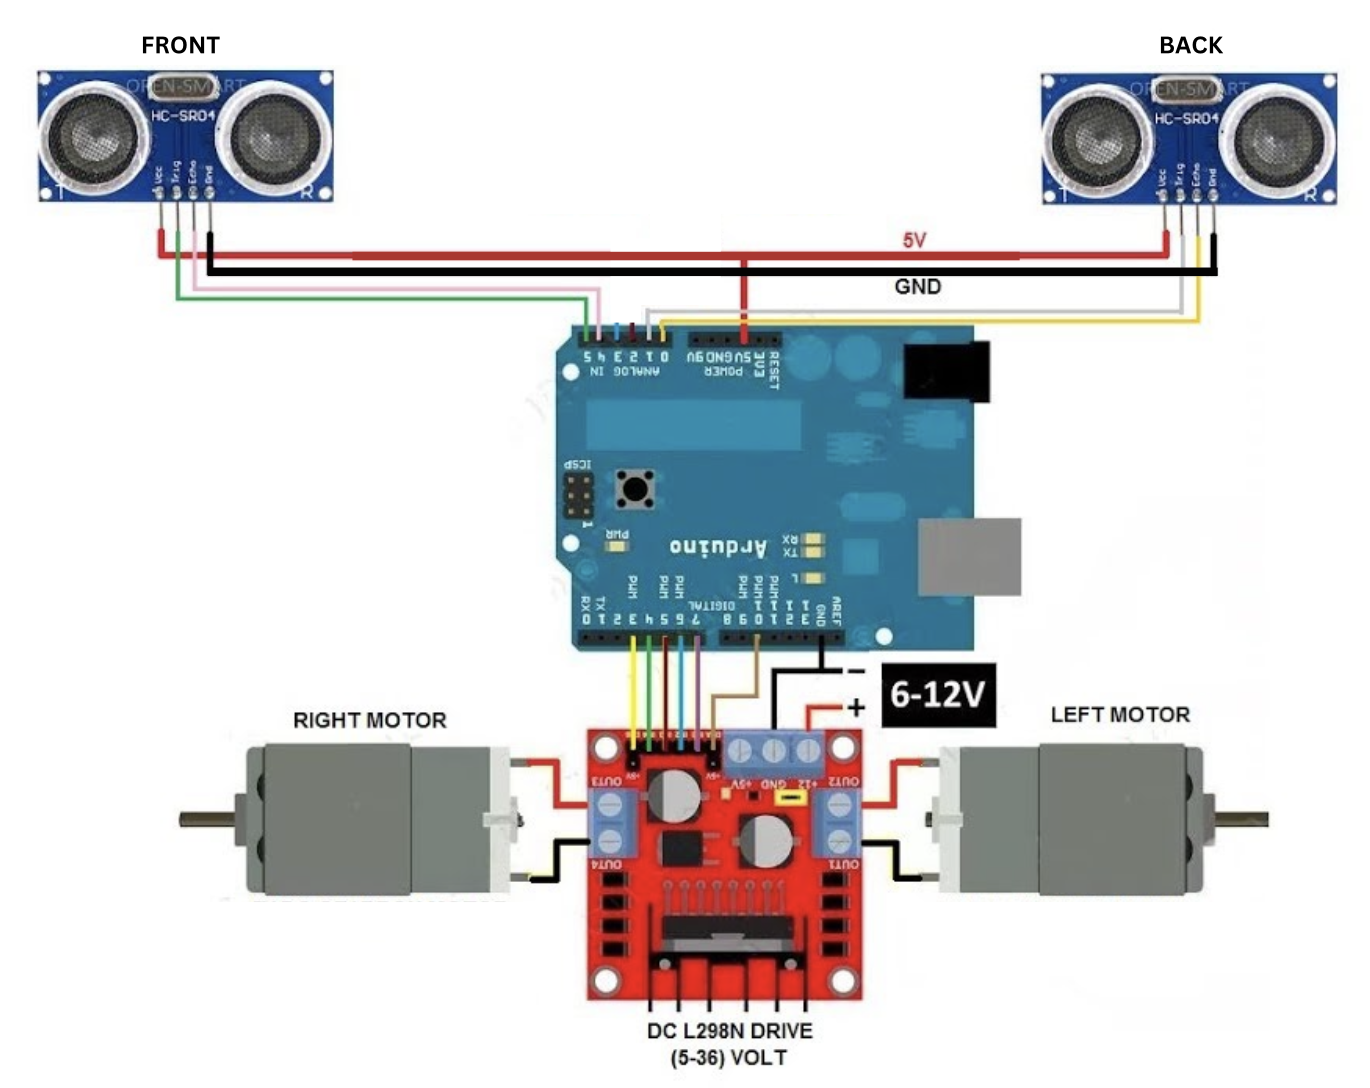 FRONT
BACK
OPEN-SMART
HC-SR04
Vcc Trig Echo Gnd
T R
OPEN-SMART
HC-SR04
Vcc Trig Echo Gnd
T R
5V
GND
5 4 3 2 1 0
ANALOG IN
9V GND 5V 3V3 RESET
POWER
ICSP
1
PWR
Arduino
RX
TX
L
PWM PWM PWM PWM PWM PWM
DIGITAL
RX 0 TX 1 2 3 4 5 6 7 8 9 10 11 12 13 GND AREF
−
+
6-12V
RIGHT MOTOR
LEFT MOTOR
+5V GND +12
OUT3
OUT4
OUT2
OUT1
DC L298N DRIVE
(5-36) VOLT